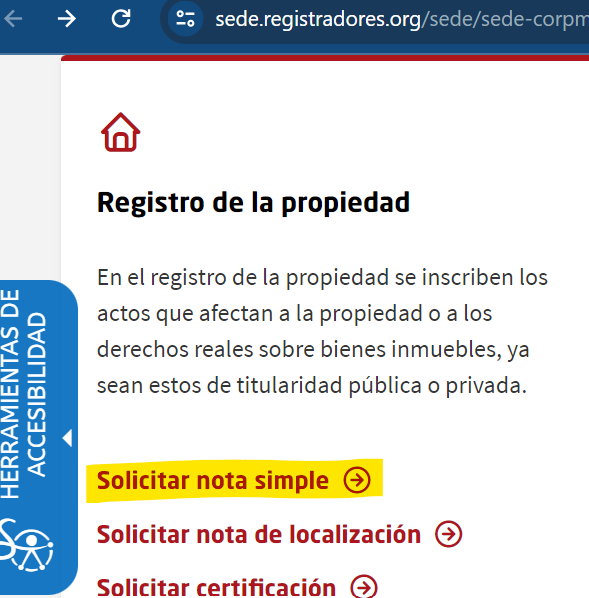 sede.registradores.org/sede/sede-corpm
Registro de la propiedad
En el registro de la propiedad se inscriben los
actos que afectan a la propiedad o a los
derechos reales sobre bienes inmuebles, ya
sean estos de titularidad pública o privada.
HERRAMIENTAS DE
ACCESIBILIDAD
Solicitar nota simple
Solicitar nota de localización
Solicitar certificación